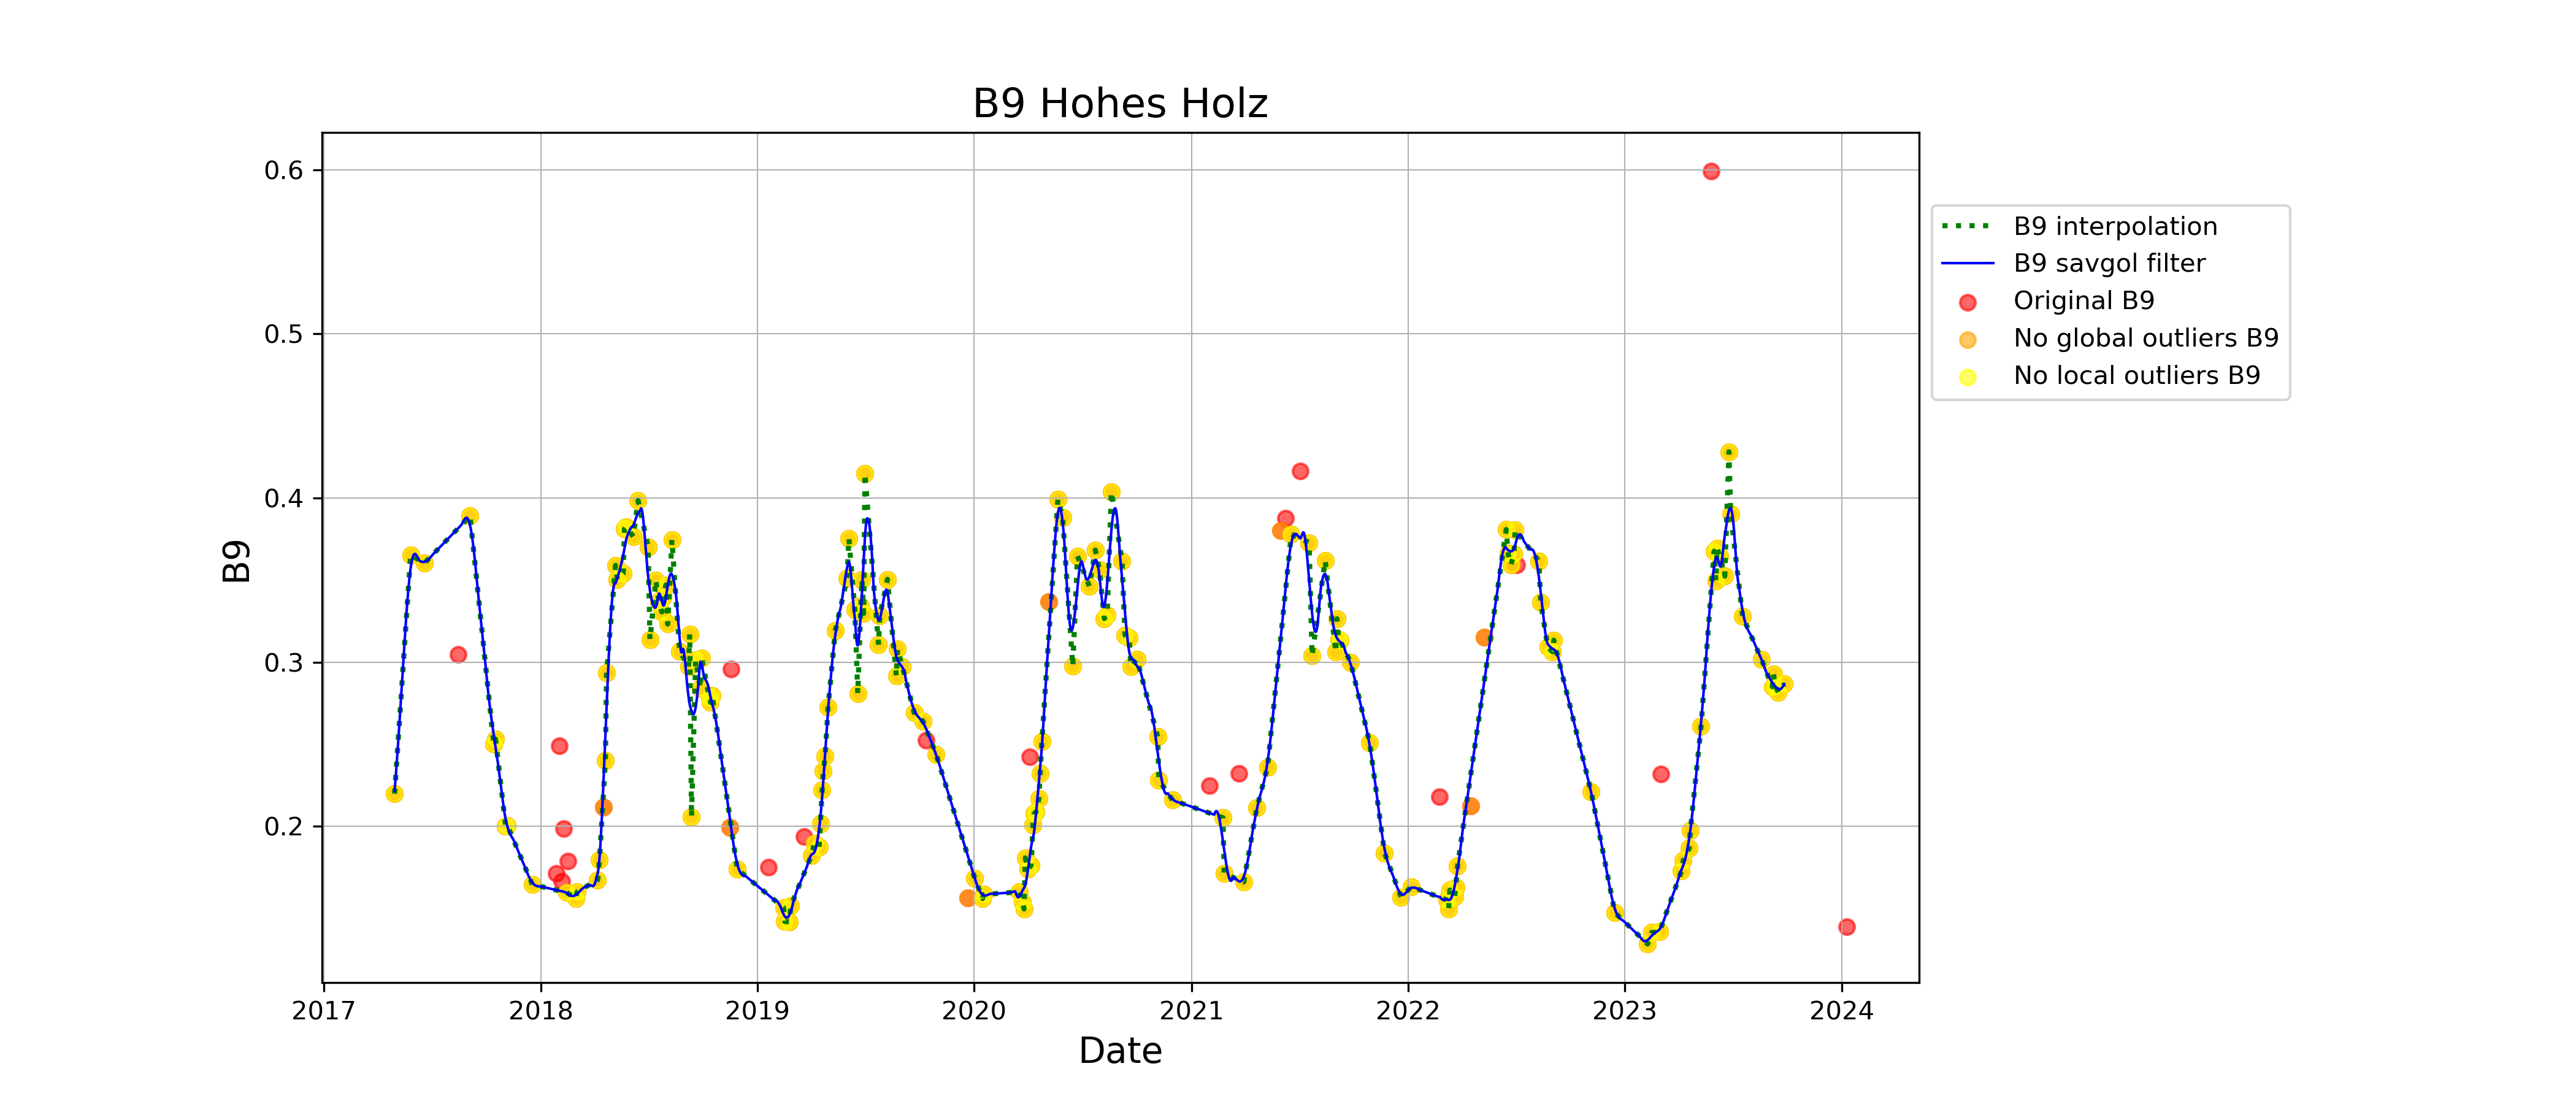 B9 Hohes Holz
0.6
0.5
0.4
0.3
0.2
B9
2017 2018 2019 2020 2021 2022 2023 2024
Date
B9 interpolation
B9 savgol filter
Original B9
No global outliers B9
No local outliers B9